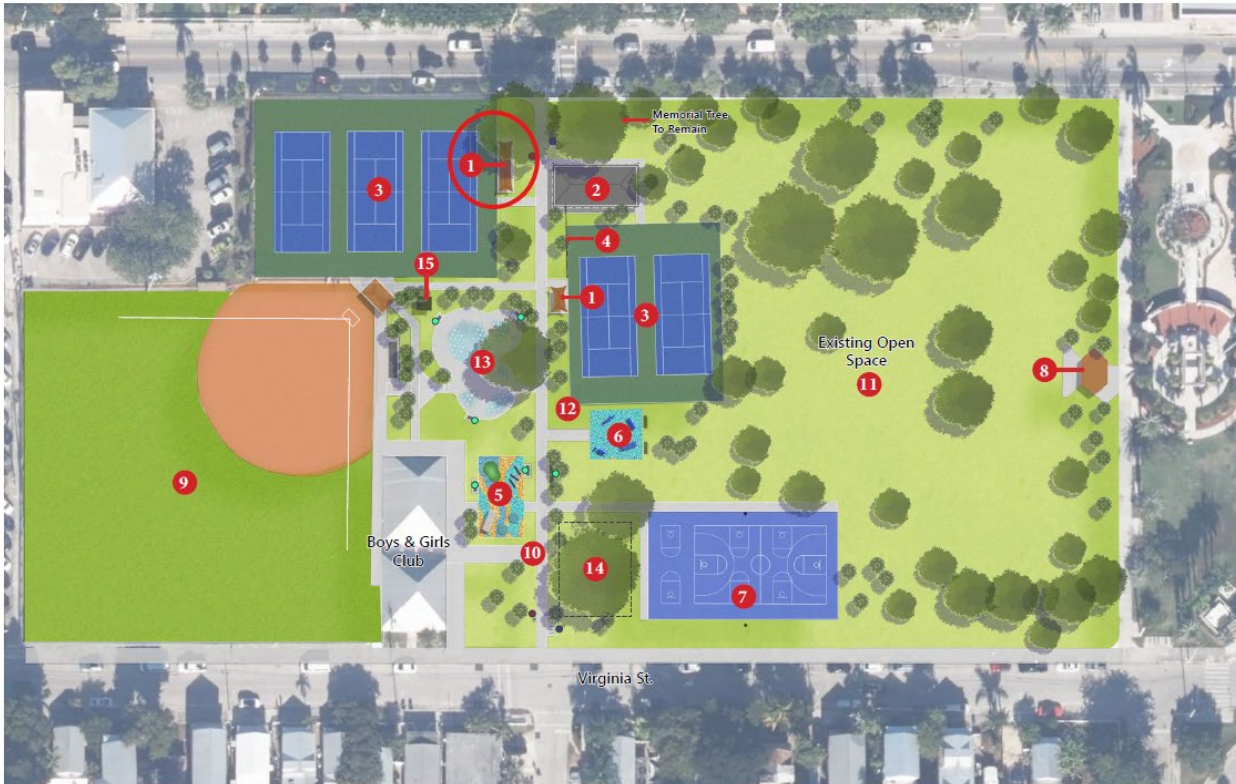 Memorial Tree
To Remain
1
2
3
4
15
1
3
13
Existing Open
Space
8
11
12
6
9
5
Boys & Girls
Club
10
14
7
Virginia St.